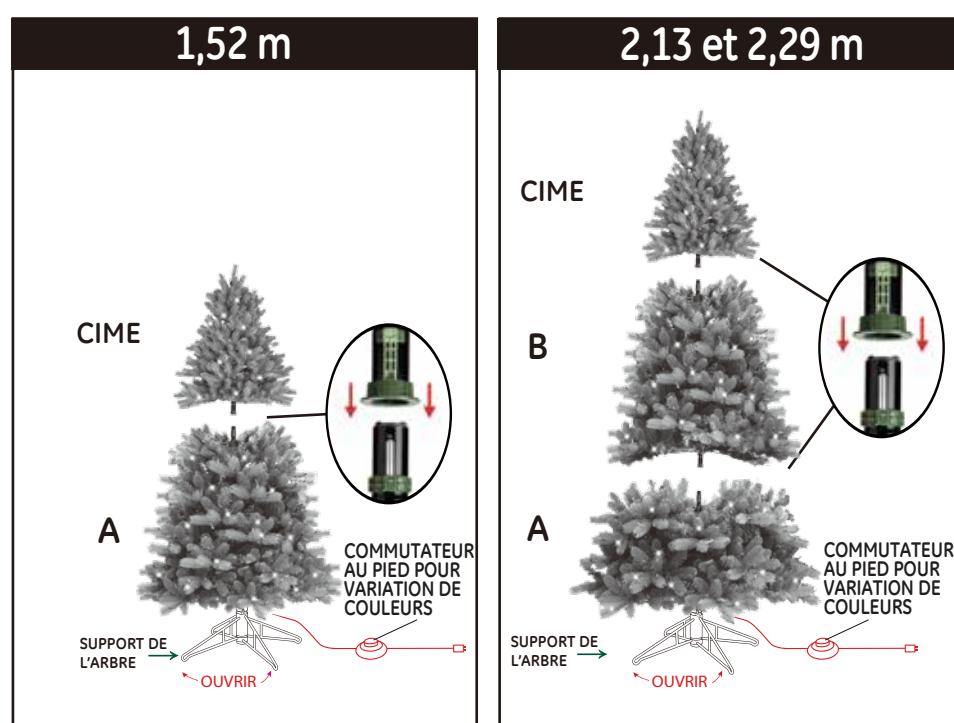 1,52 m
CIME
A
COMMUTATEUR
AU PIED POUR
VARIATION DE
COULEURS
SUPPORT DE
L'ARBRE
OUVRIR
2,13 et 2,29 m
CIME
B
A
COMMUTATEUR
AU PIED POUR
VARIATION DE
COULEURS
SUPPORT DE
L'ARBRE
OUVRIR